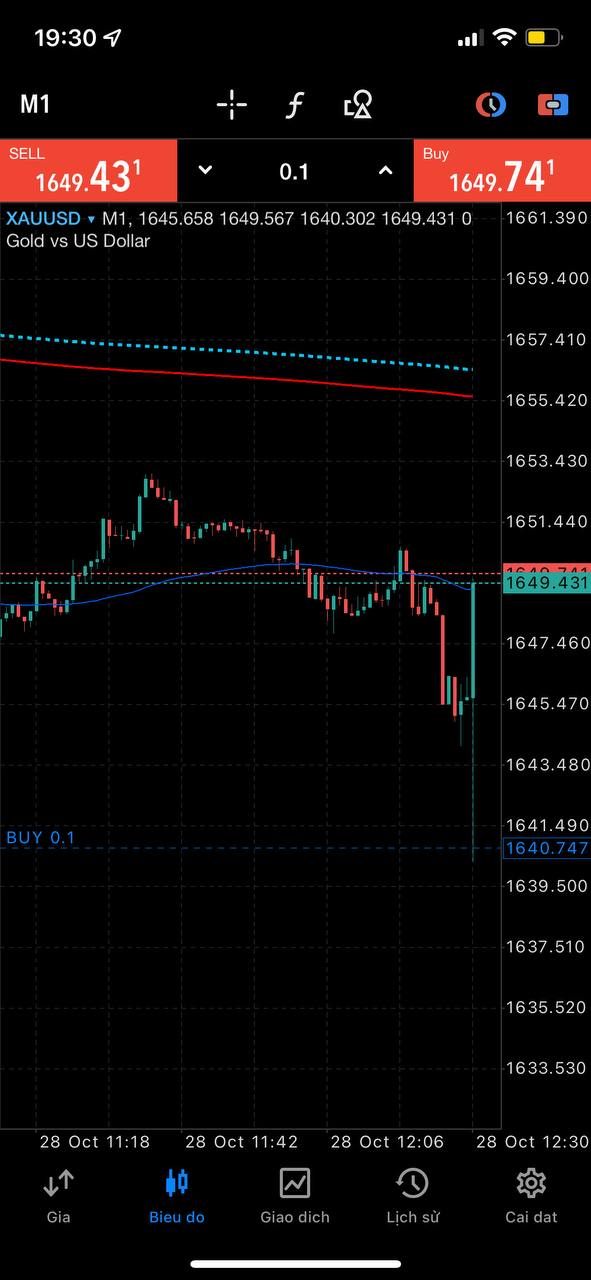 19:30
M1
SELL
1649.431
0.1
Buy
1649.741
XAUUSD M1, 1645.658 1649.567 1640.302 1649.431 0
Gold vs US Dollar
1661.390
1659.400
1657.410
1655.420
1653.430
1651.440
1649.431
1647.460
1645.470
1643.480
1641.490
BUY 0.1
1640.747
1639.500
1637.510
1635.520
1633.530
28 Oct 11:18
28 Oct 11:42
28 Oct 12:06
28 Oct 12:30
Gia
Bieu do
Giao dich
Lịch sử
Cai dat